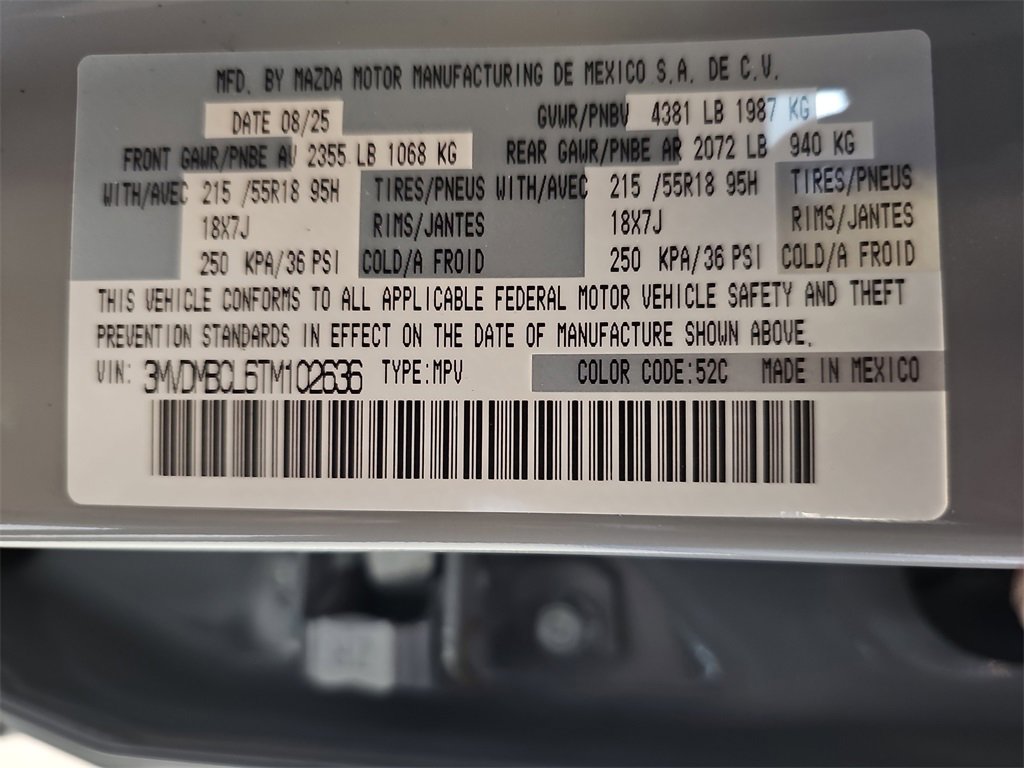 MFD. BY MAZDA MOTOR MANUFACTURING DE MEXICO S.A. DE C.V.
DATE 08/25 GVWR/PNBV 4381 LB 1987 KG
FRONT GAWR/PNBE AV 2355 LB 1068 KG REAR GAWR/PNBE AR 2072 LB 940 KG
WITH/AVEC 215 /55R18 95H TIRES/PNEUS WITH/AVEC 215 /55R18 95H TIRES/PNEUS
18X7J RIMS/JANTES 18X7J RIMS/JANTES
250 KPA/36 PSI COLD/A FROID 250 KPA/36 PSI COLD/A FROID
THIS VEHICLE CONFORMS TO ALL APPLICABLE FEDERAL MOTOR VEHICLE SAFETY AND THEFT
PREVENTION STANDARDS IN EFFECT ON THE DATE OF MANUFACTURE SHOWN ABOVE.
VIN: 3MVDMBCL6TM102636 TYPE:MPV COLOR CODE:52C MADE IN MEXICO